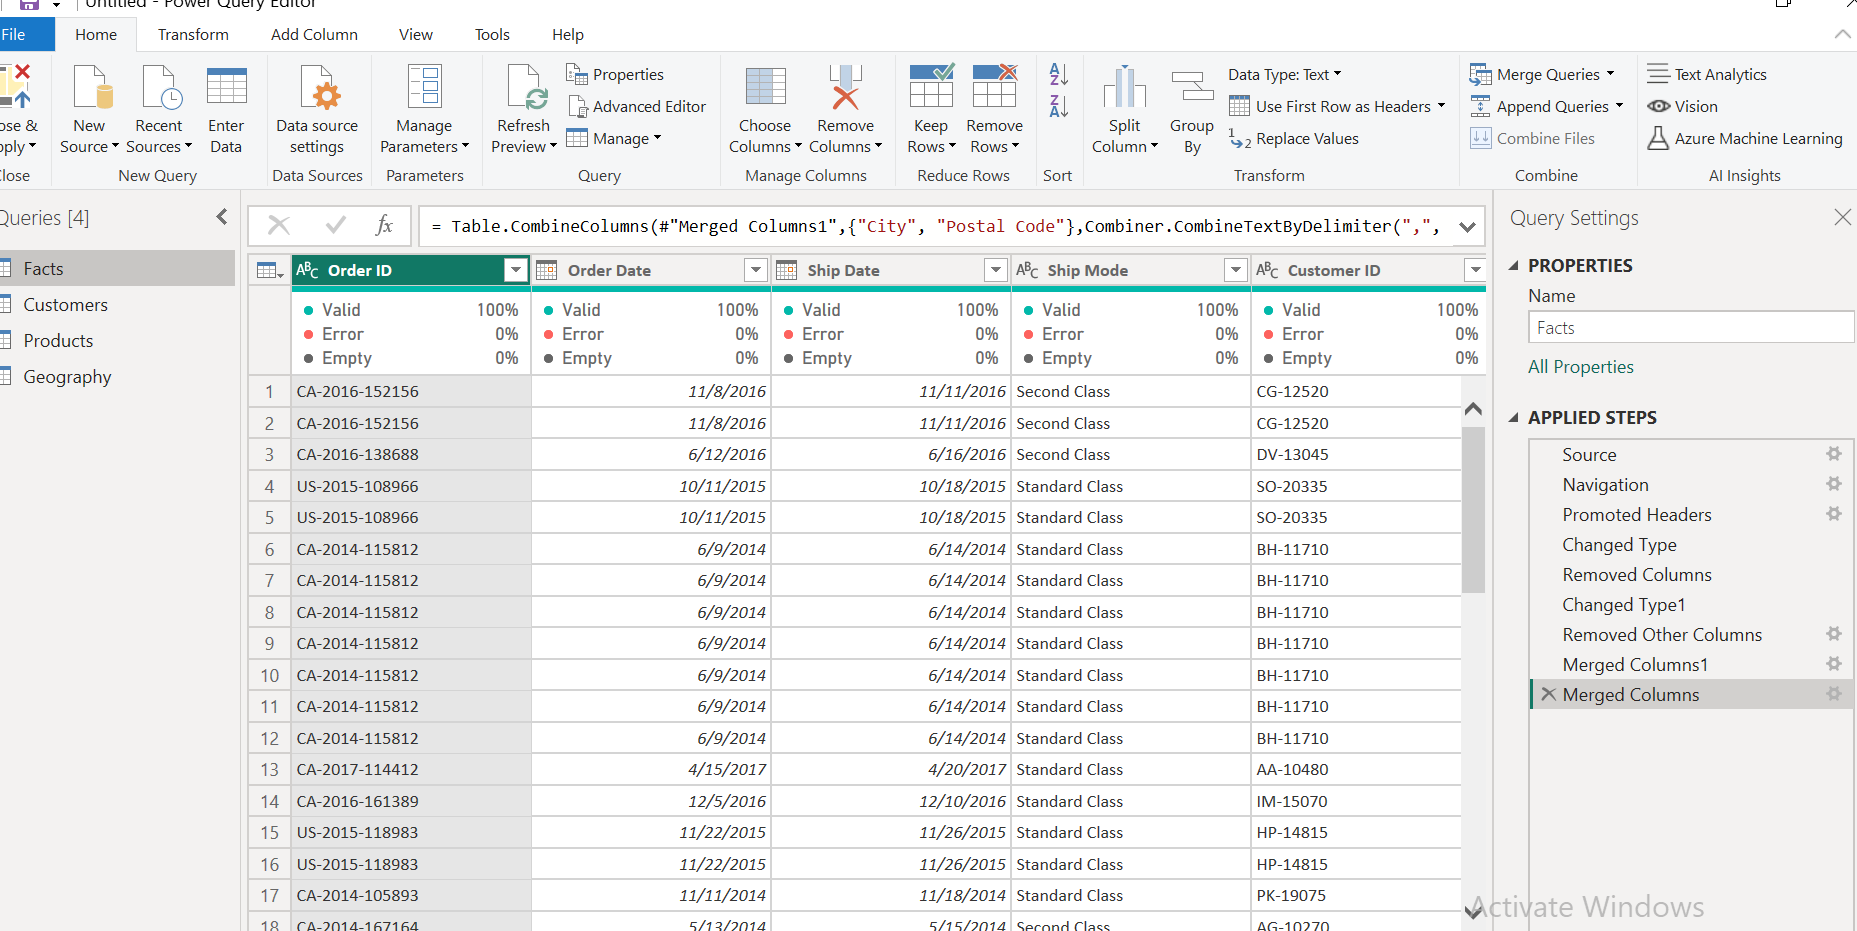 Untitled - Power Query Editor
File Home Transform Add Column View Tools Help
Properties Data Type: Text Merge Queries Text Analytics
Advanced Editor Use First Row as Headers Append Queries Vision
New Source Recent Sources Enter Data Data source settings Manage Parameters Refresh Preview Manage Choose Columns Remove Columns Keep Rows Remove Rows Split Column Group By Replace Values Combine Files Azure Machine Learning
New Query Data Sources Parameters Query Manage Columns Reduce Rows Sort Transform Combine AI Insights
Queries [4]
Facts
Customers
Products
Geography
fx = Table.CombineColumns(#"Merged Columns1",{"City", "Postal Code"},Combiner.CombineTextByDelimiter(",",
Order ID Order Date Ship Date Ship Mode Customer ID
Valid 100% Valid 100% Valid 100% Valid 100% Valid 100%
Error 0% Error 0% Error 0% Error 0% Error 0%
Empty 0% Empty 0% Empty 0% Empty 0% Empty 0%
1 CA-2016-152156 11/8/2016 11/11/2016 Second Class CG-12520
2 CA-2016-152156 11/8/2016 11/11/2016 Second Class CG-12520
3 CA-2016-138688 6/12/2016 6/16/2016 Second Class DV-13045
4 US-2015-108966 10/11/2015 10/18/2015 Standard Class SO-20335
5 US-2015-108966 10/11/2015 10/18/2015 Standard Class SO-20335
6 CA-2014-115812 6/9/2014 6/14/2014 Standard Class BH-11710
7 CA-2014-115812 6/9/2014 6/14/2014 Standard Class BH-11710
8 CA-2014-115812 6/9/2014 6/14/2014 Standard Class BH-11710
9 CA-2014-115812 6/9/2014 6/14/2014 Standard Class BH-11710
10 CA-2014-115812 6/9/2014 6/14/2014 Standard Class BH-11710
11 CA-2014-115812 6/9/2014 6/14/2014 Standard Class BH-11710
12 CA-2014-115812 6/9/2014 6/14/2014 Standard Class BH-11710
13 CA-2017-114412 4/15/2017 4/20/2017 Standard Class AA-10480
14 CA-2016-161389 12/5/2016 12/10/2016 Standard Class IM-15070
15 US-2015-118983 11/22/2015 11/26/2015 Standard Class HP-14815
16 US-2015-118983 11/22/2015 11/26/2015 Standard Class HP-14815
17 CA-2014-105893 11/11/2014 11/18/2014 Standard Class PK-19075
18 CA-2014-167164 5/13/2014 5/15/2014 Second Class AG-10270
Query Settings
PROPERTIES
Name
Facts
All Properties
APPLIED STEPS
Source
Navigation
Promoted Headers
Changed Type
Removed Columns
Changed Type1
Removed Other Columns
Merged Columns1
Merged Columns
Activate Windows